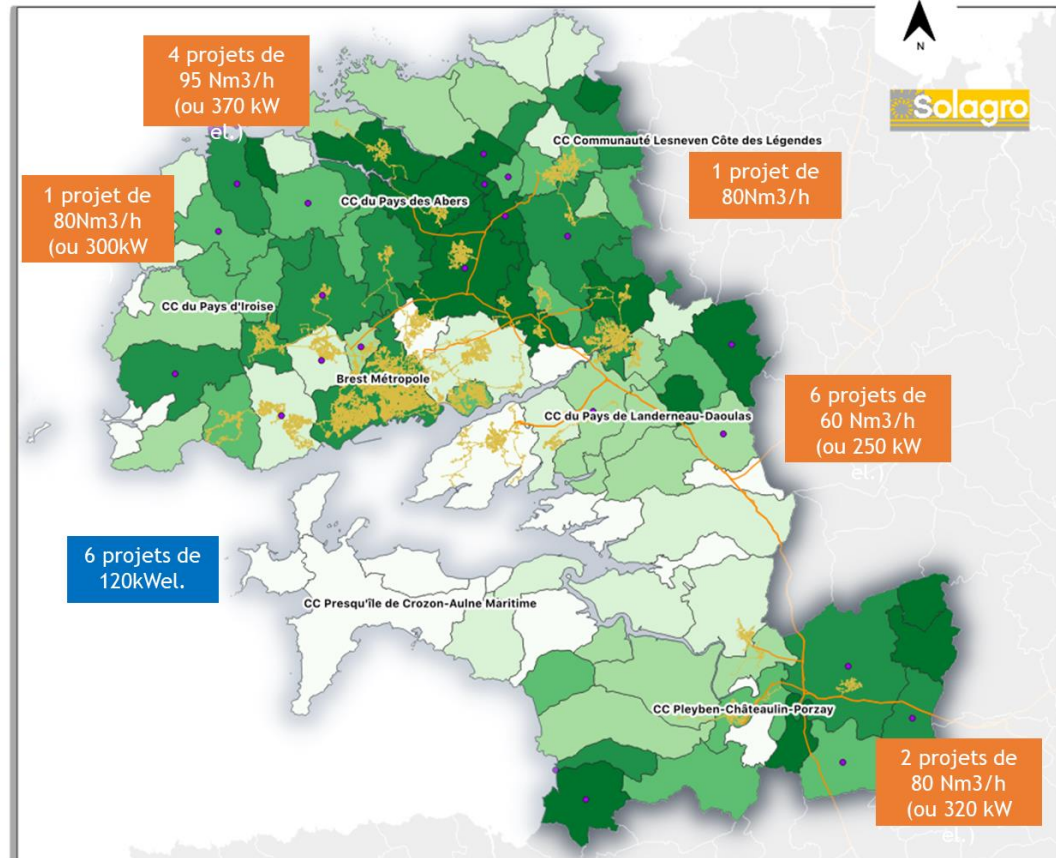 4 projets de
95 Nm3/h
(ou 370 kW
el.)
N
Solagro
CC Communauté Lesneven Côte des Légendes
1 projet de
80Nm3/h
1 projet de
80Nm3/h
(ou 300kW
CC du Pays des Abers
CC du Pays d'Iroise
Brest Métropole
CC du Pays de Landerneau-Daoulas
6 projets de
60 Nm3/h
(ou 250 kW
el.)
6 projets de
120kWel.
CC Presqu'île de Crozon-Aulne Maritime
CC Pleyben-Châteaulin-Porzay
2 projets de
80 Nm3/h
(ou 320 kW
el.)